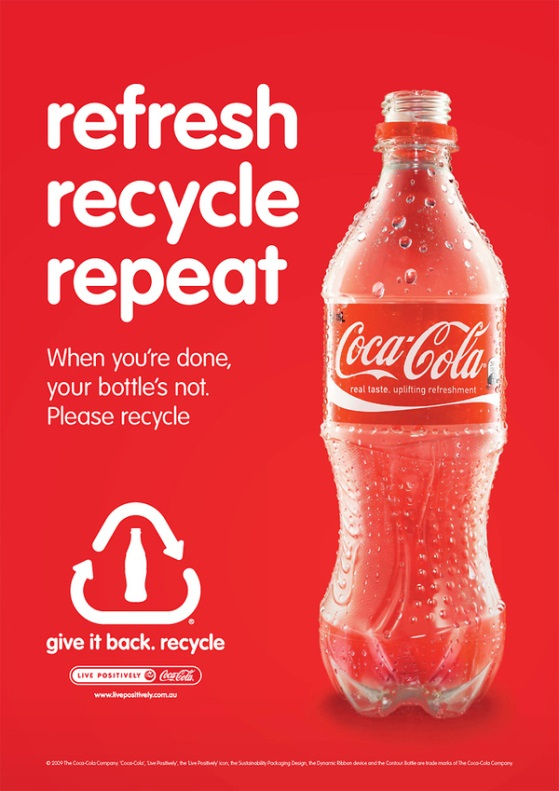 refresh
recycle
repeat
When you're done,
your bottle's not.
Please recycle
Coca-Cola
real taste. uplifting refreshment
give it back. recycle
LIVE POSITIVELY Coca-Cola
www.livepositively.com.au
© 2009 The Coca-Cola Company. 'Coca-Cola', 'Live Positively', the 'Live Positively' icon, the Sustainability Packaging Design, the Dynamic Ribbon device and the Contour Bottle are trade marks of The Coca-Cola Company.